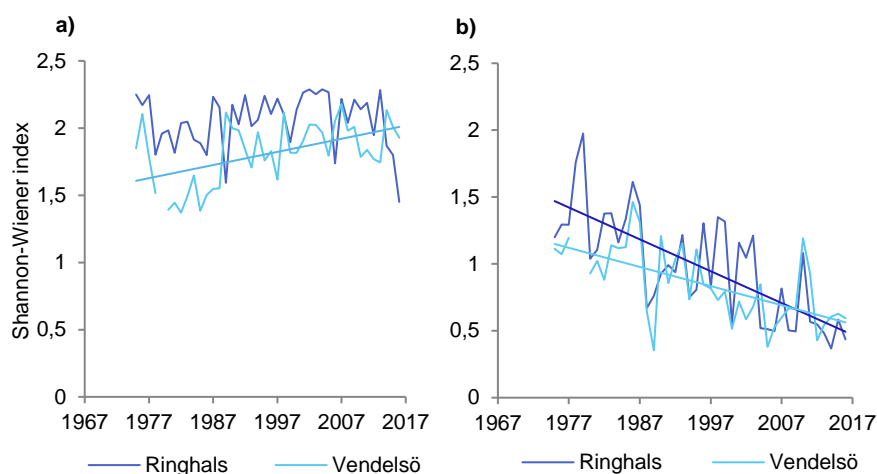 a)
2,5
2
1,5
1
0,5
0
Shannon-Wiener index
1967 1977 1987 1997 2007 2017
Ringhals Vendelsö
b)
2,5
2
1,5
1
0,5
0
1967 1977 1987 1997 2007 2017
Ringhals Vendelsö